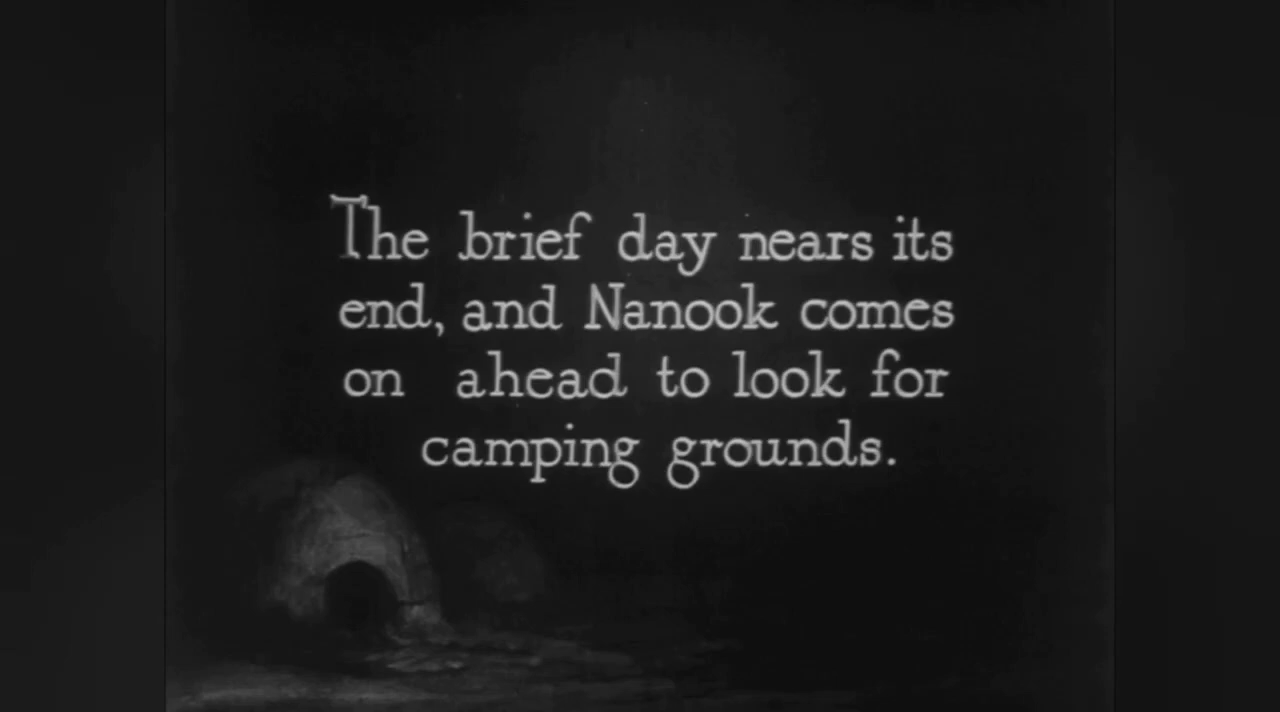 The brief day nears its
end, and Nanook comes
on ahead to look for
camping grounds.